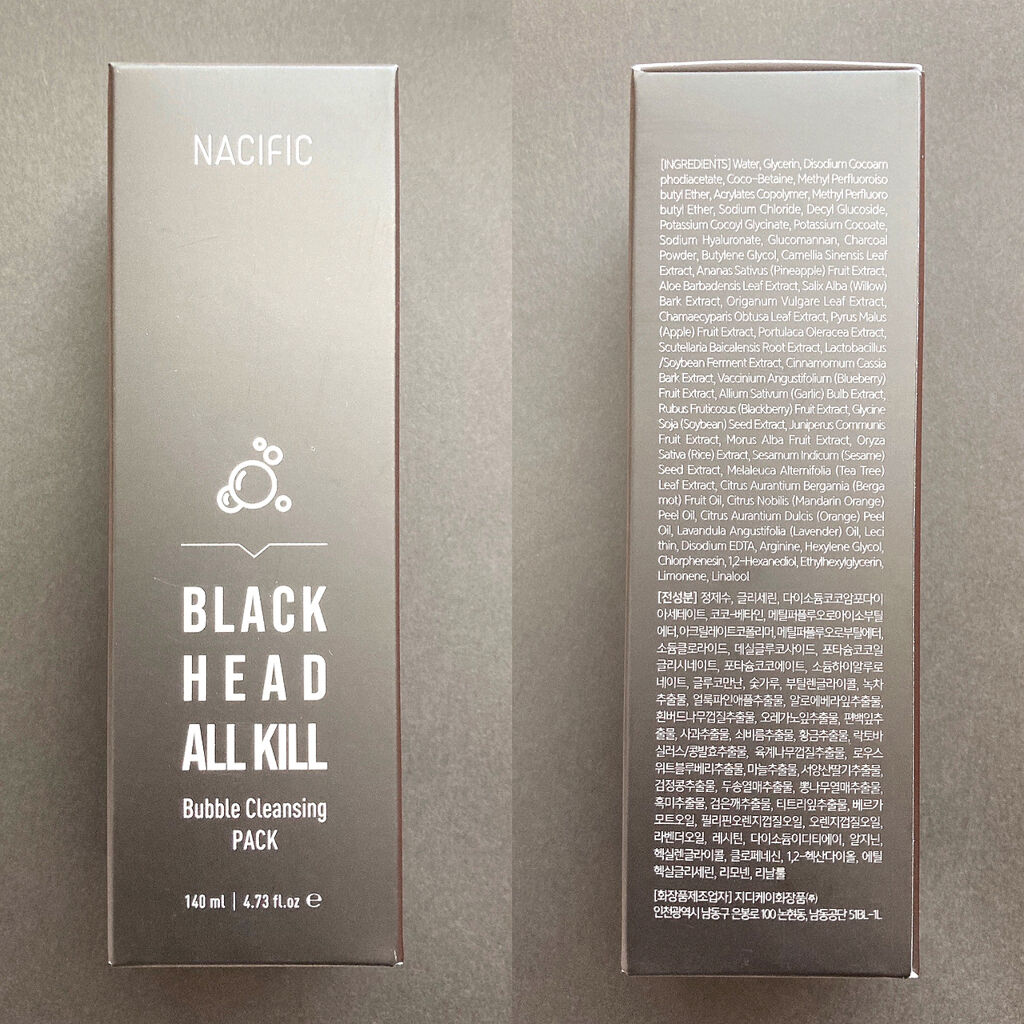 NACIFIC
BLACK
HEAD
ALL KILL
Bubble Cleansing
PACK
140 ml | 4.73 fl.oz ℮
[INGREDIENTS] Water, Glycerin, Disodium Cocoam
phodiacetate, Coco-Betaine, Methyl Perfluoroiso
butyl Ether, Acrylates Copolymer, Methyl Perfluoro
butyl Ether, Sodium Chloride, Decyl Glucoside,
Potassium Cocoyl Glycinate, Potassium Cocoate,
Sodium Hyaluronate, Glucomannan, Charcoal
Powder, Butylene Glycol, Camellia Sinensis Leaf
Extract, Ananas Sativus (Pineapple) Fruit Extract,
Aloe Barbadensis Leaf Extract, Salix Alba (Willow)
Bark Extract, Origanum Vulgare Leaf Extract,
Chamaecyparis Obtusa Leaf Extract, Pyrus Malus
(Apple) Fruit Extract, Portulaca Oleracea Extract,
Scutellaria Baicalensis Root Extract, Lactobacillus
/Soybean Ferment Extract, Cinnamomum Cassia
Bark Extract, Vaccinium Angustifolium (Blueberry)
Fruit Extract, Allium Sativum (Garlic) Bulb Extract,
Rubus Fruticosus (Blackberry) Fruit Extract, Glycine
Soja (Soybean) Seed Extract, Juniperus Communis
Fruit Extract, Morus Alba Fruit Extract, Oryza
Sativa (Rice) Extract, Sesamum Indicum (Sesame)
Seed Extract, Melaleuca Alternifolia (Tea Tree)
Leaf Extract, Citrus Aurantium Bergamia (Berga
mot) Fruit Oil, Citrus Nobilis (Mandarin Orange)
Peel Oil, Citrus Aurantium Dulcis (Orange) Peel
Oil, Lavandula Angustifolia (Lavender) Oil, Leci
thin, Disodium EDTA, Arginine, Hexylene Glycol,
Chlorphenesin, 1,2-Hexanediol, Ethylhexylglycerin,
Limonene, Linalool
[전성분] 정제수, 글리세린, 다이소듐코코암포다이
아세테이트, 코코-베타인, 메틸퍼플루오로아이소부틸
에터, 아크릴레이트코폴리머, 메틸퍼플루오로부틸에터,
소듐클로라이드, 데실글루코사이드, 포타슘코코일
글리시네이트, 포타슘코코에이트, 소듐하이알루로
네이트, 글루코만난, 숯가루, 부틸렌글라이콜, 녹차
추출물, 얼룩파인애플추출물, 알로에베라잎추출물,
흰버드나무껍질추출물, 오레가노잎추출물, 편백잎추
출물, 사과추출물, 쇠비름추출물, 황금추출물, 락토바
실러스/콩발효추출물, 육계나무껍질추출물, 로우스
위트블루베리추출물, 마늘추출물, 서양산딸기추출물,
검정콩추출물, 두송열매추출물, 뽕나무열매추출물,
흑미추출물, 검은깨추출물, 티트리잎추출물, 베르가
모트오일, 필리핀오렌지껍질오일, 오렌지껍질오일,
라벤더오일, 레시틴, 다이소듐이디티에이, 알지닌,
헥실렌글라이콜, 클로페네신, 1,2-헥산다이올, 에틸
헥실글리세린, 리모넨, 리날룰
[화장품제조업자] 지디케이화장품(주)
인천광역시 남동구 은봉로 100 논현동, 남동공단 51BL-1L